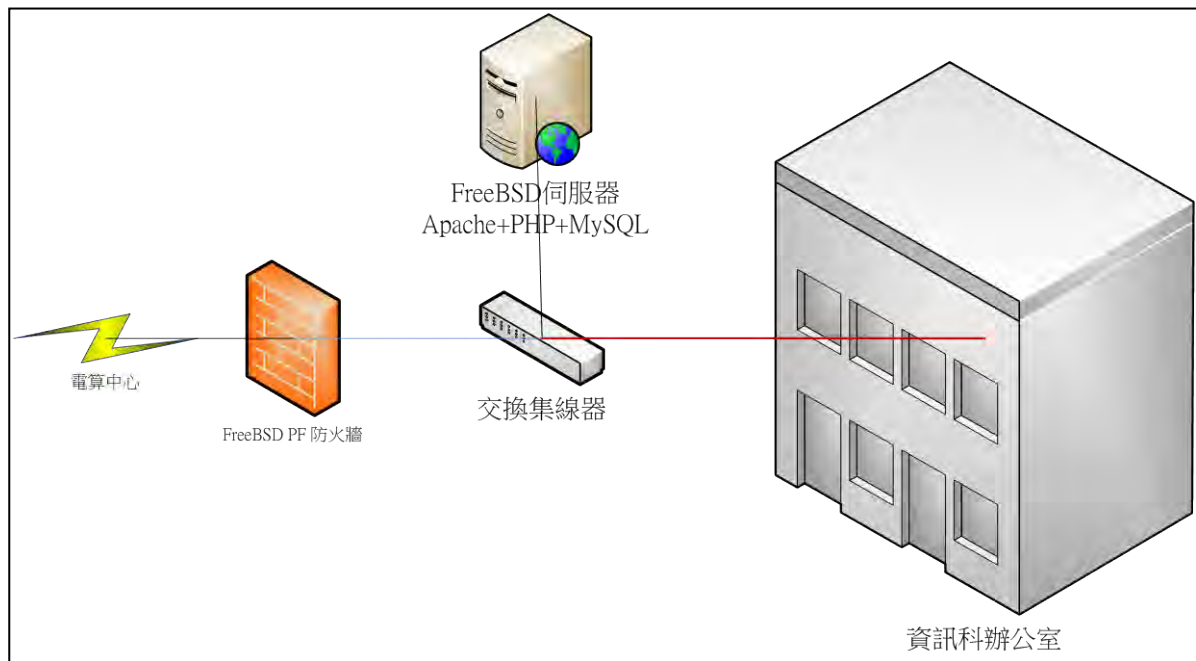 FreeBSD伺服器
Apache+PHP+MySQL
電算中心
FreeBSD PF 防火牆
交換集線器
資訊科辦公室